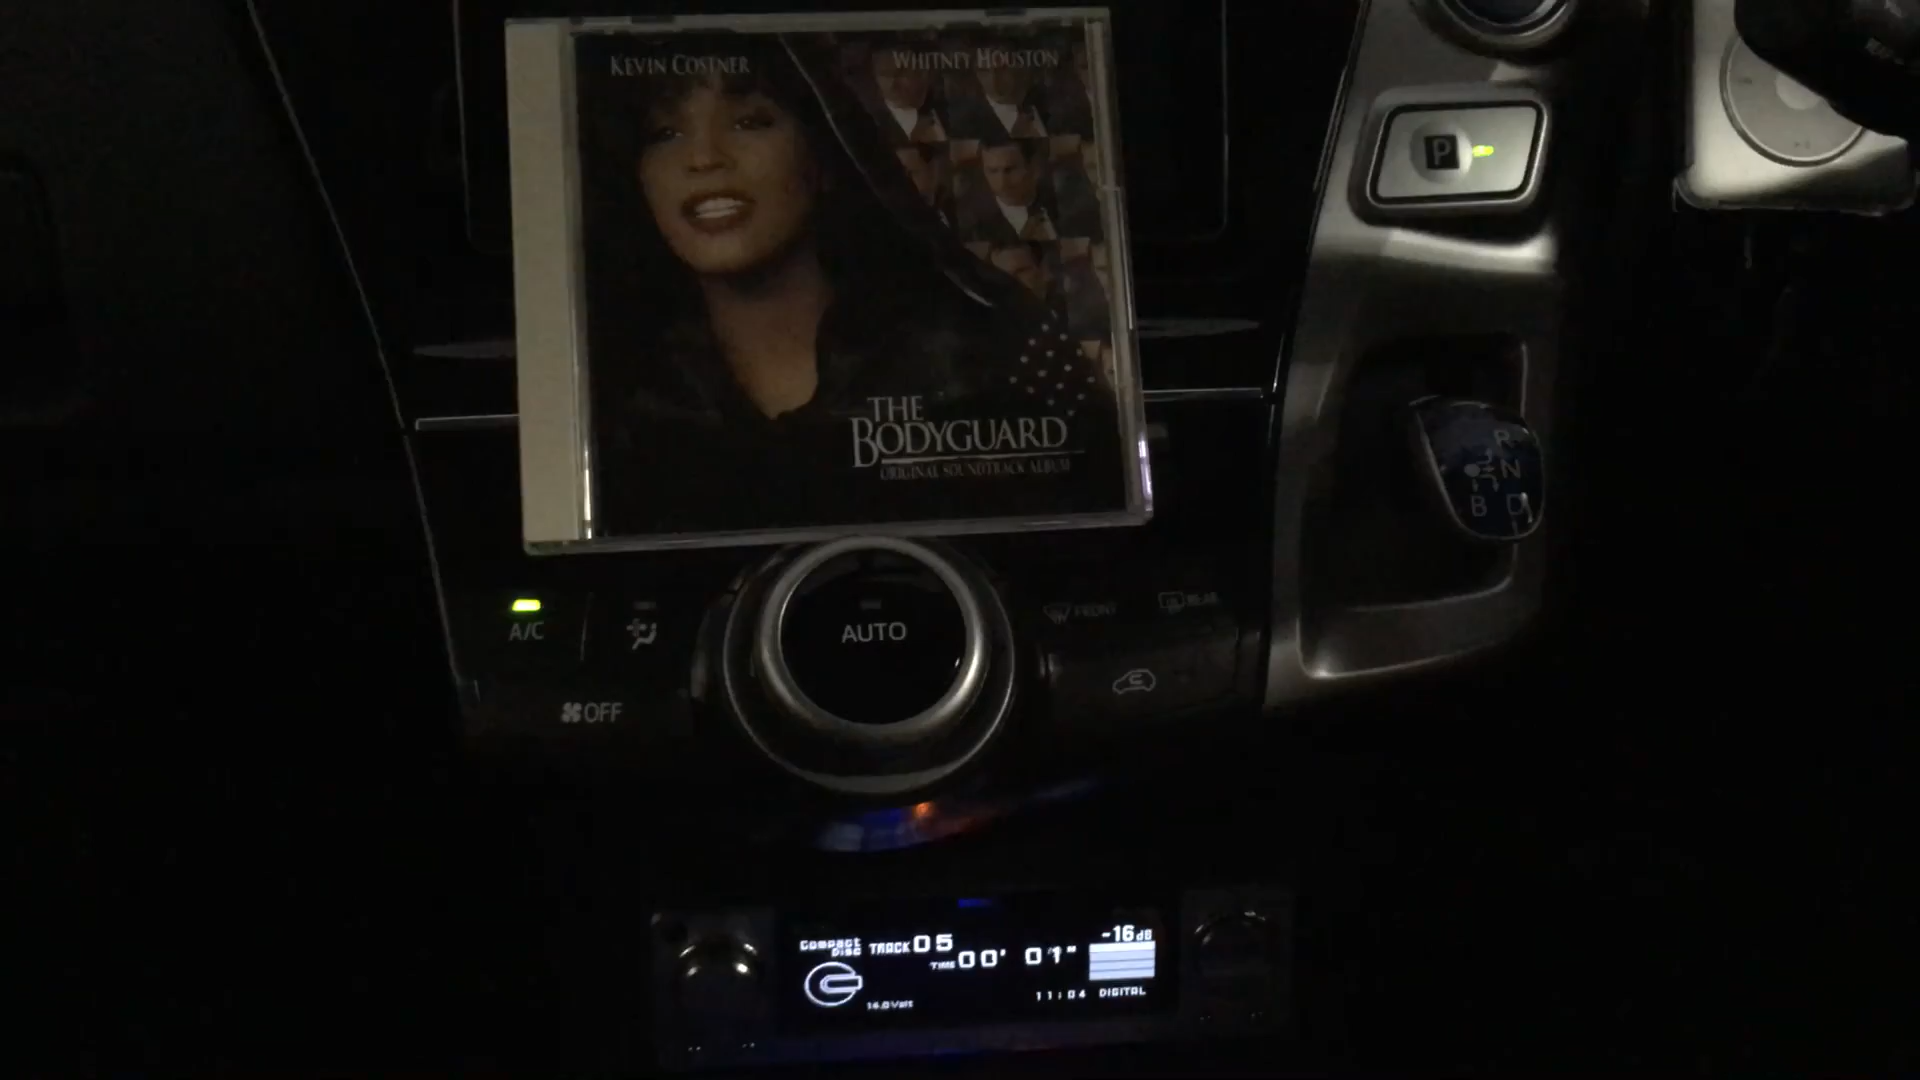 KEVIN COSTNER
WHITNEY HOUSTON
THE
BODYGUARD
ORIGINAL SOUNDTRACK ALBUM
P
R
N
B D
A/C
AUTO
FRONT
REAR
OFF
COMPACT
DISC
TRACK 05
TIME 00' 01"
-16dB
14.0Volt
11:04 DIGITAL